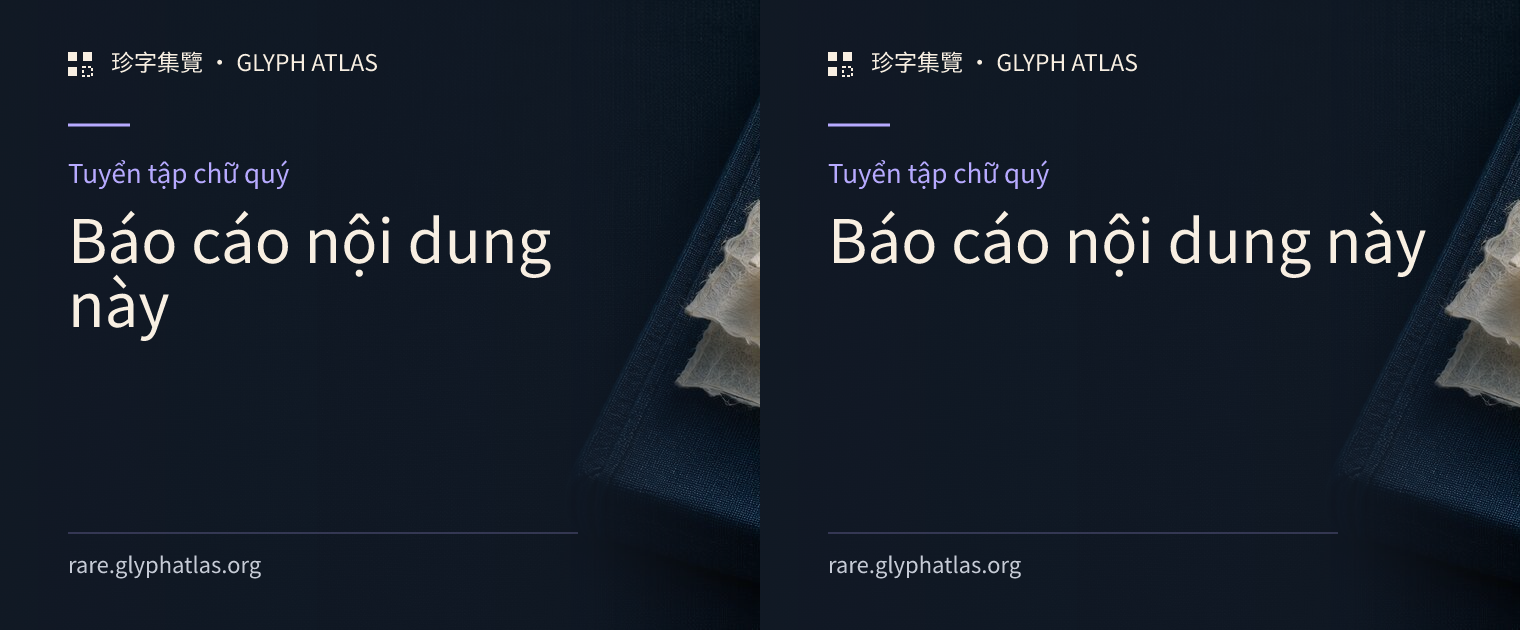 珍字集覽 · GLYPH ATLAS
Tuyển tập chữ quý
Báo cáo nội dung
này
rare.glyphatlas.org
珍字集覽 · GLYPH ATLAS
Tuyển tập chữ quý
Báo cáo nội dung này
rare.glyphatlas.org